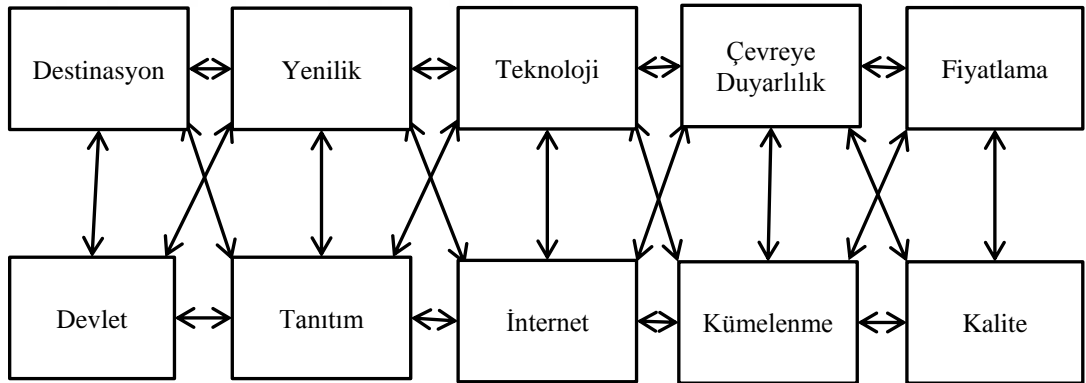 Destinasyon
Yenilik
Teknoloji
Çevreye
Duyarlılık
Fiyatlama
Devlet
Tanıtım
İnternet
Kümelenme
Kalite